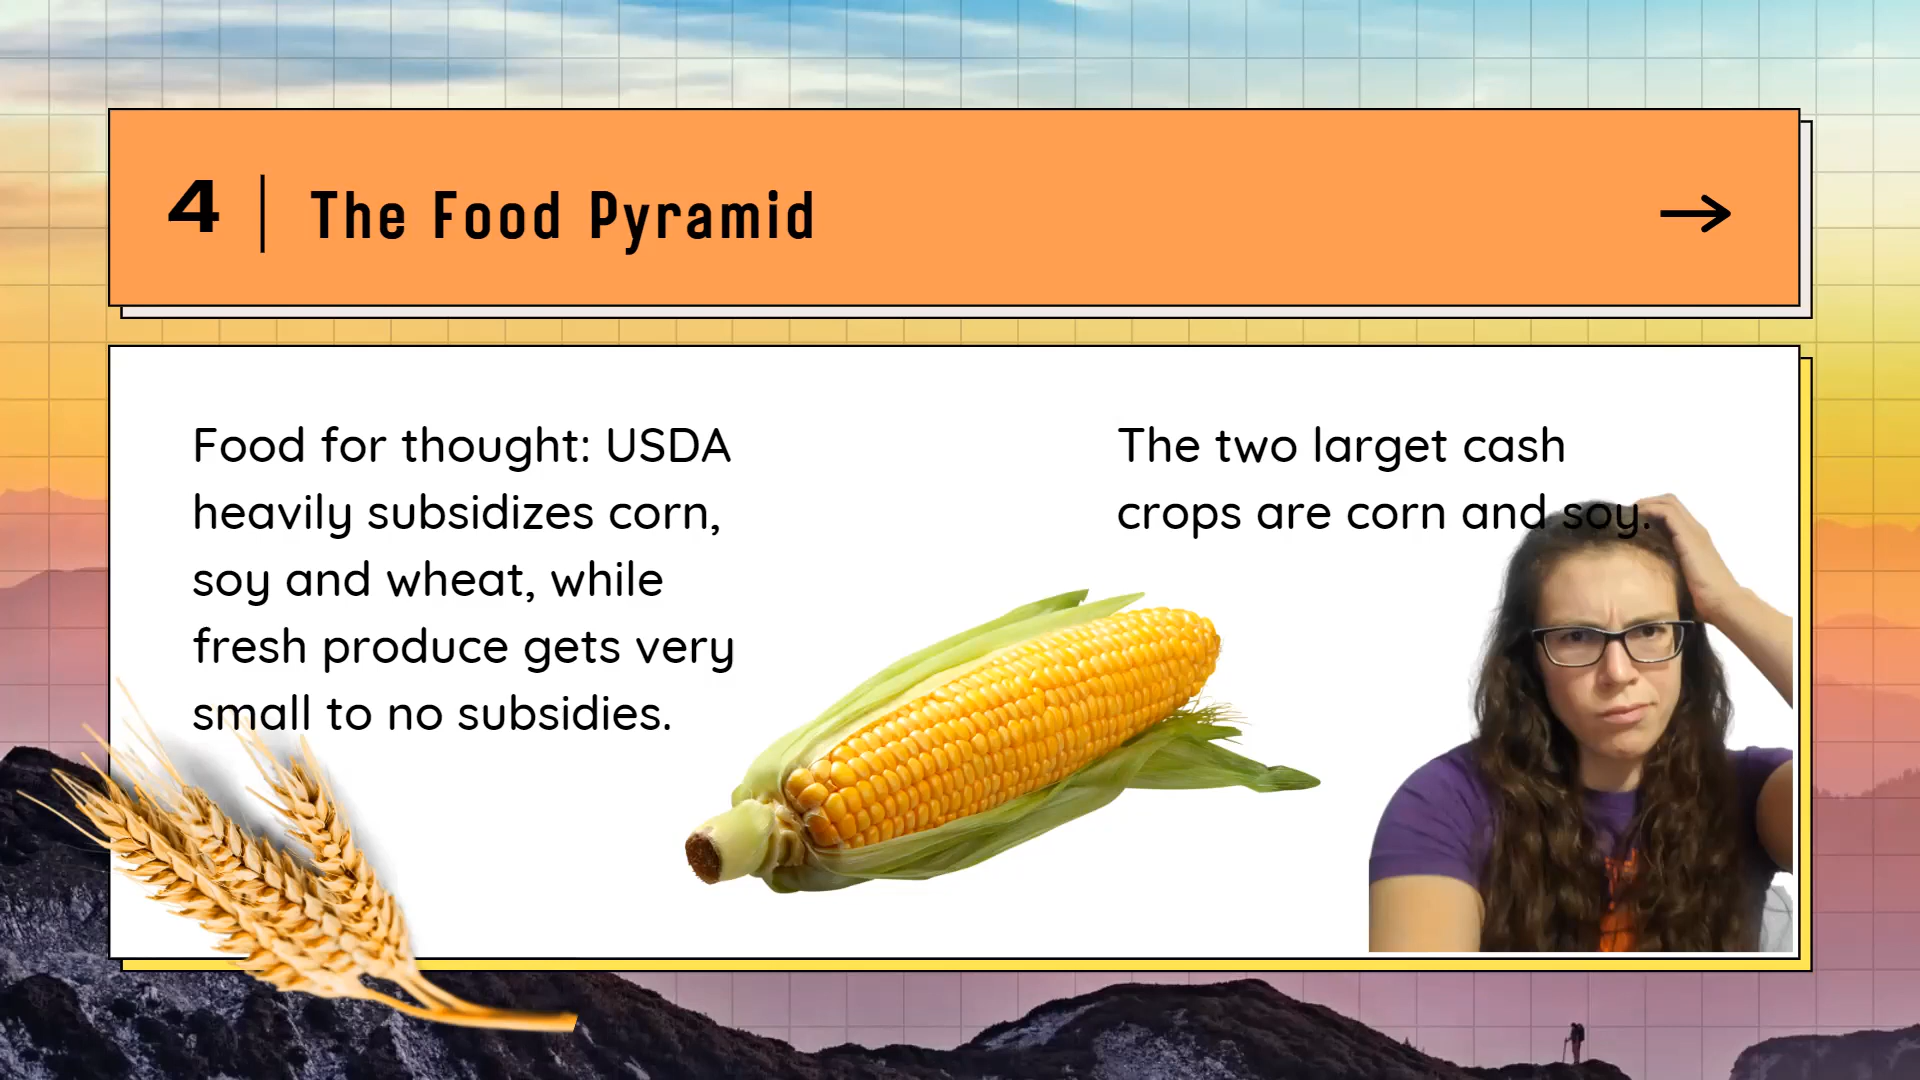 4 | The Food Pyramid
Food for thought: USDA
heavily subsidizes corn,
soy and wheat, while
fresh produce gets very
small to no subsidies.
The two larget cash
crops are corn and soy.